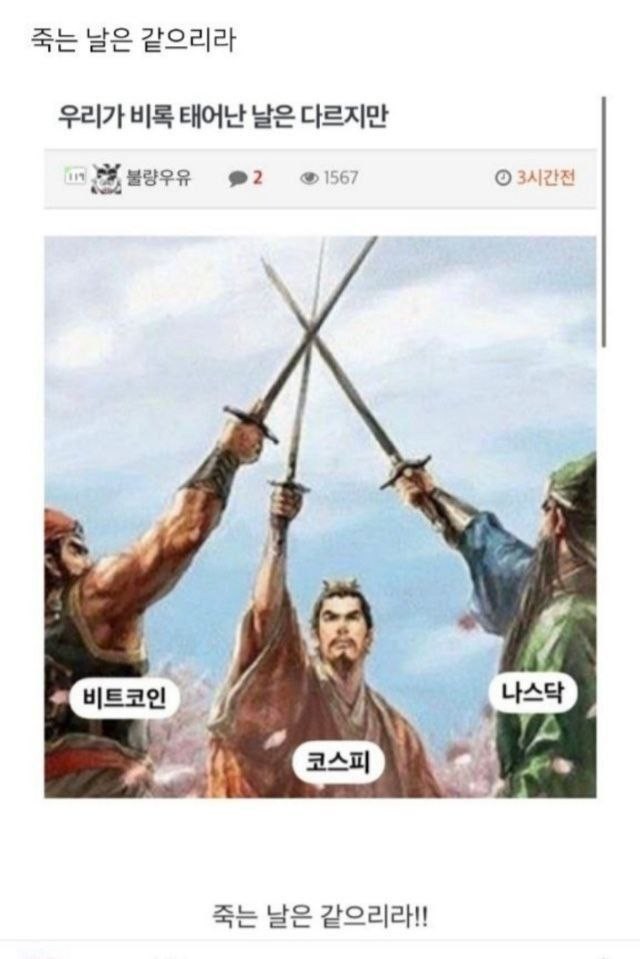 죽는 날은 같으리라
우리가 비록 태어난 날은 다르지만
불량우유 2 1567 3시간전
비트코인
나스닥
코스피
죽는 날은 같으리라!!